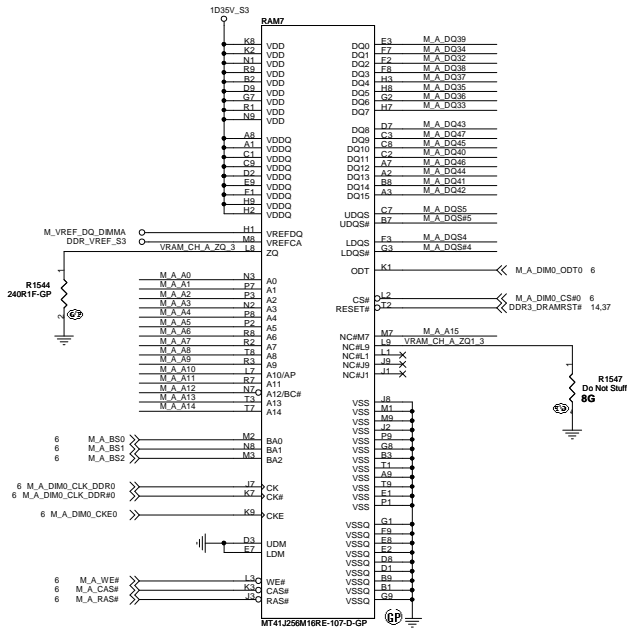 1D35V_S3
RAM7
K8 VDD
K2 VDD
N1 VDD
R9 VDD
B2 VDD
D9 VDD
G7 VDD
R1 VDD
N9 VDD
A8 VDDQ
A1 VDDQ
C1 VDDQ
C9 VDDQ
D2 VDDQ
E9 VDDQ
F1 VDDQ
H9 VDDQ
H2 VDDQ
M_VREF_DQ_DIMMA H1 VREFDQ
DDR_VREF_S3 M8 VREFCA
VRAM_CH_A_ZQ_3 L8 ZQ
1
R1544
240R1F-GP
2
M_A_A0 N3 A0
M_A_A1 P7 A1
M_A_A2 P3 A2
M_A_A3 N2 A3
M_A_A4 P8 A4
M_A_A5 P2 A5
M_A_A6 R8 A6
M_A_A7 R2 A7
M_A_A8 T8 A8
M_A_A9 R3 A9
M_A_A10 L7 A10/AP
M_A_A11 R7 A11
M_A_A12 N7 A12/BC#
M_A_A13 T3 A13
M_A_A14 T7 A14
6 M_A_BS0 M2 BA0
6 M_A_BS1 N8 BA1
6 M_A_BS2 M3 BA2
6 M_A_DIM0_CLK_DDR0 J7 CK
6 M_A_DIM0_CLK_DDR#0 K7 CK#
6 M_A_DIM0_CKE0 K9 CKE
D3 UDM
E7 LDM
6 M_A_WE# L3 WE#
6 M_A_CAS# K3 CAS#
6 M_A_RAS# J3 RAS#
DQ0 E3 M_A_DQ39
DQ1 F7 M_A_DQ34
DQ2 F2 M_A_DQ32
DQ3 F8 M_A_DQ38
DQ4 H3 M_A_DQ37
DQ5 H8 M_A_DQ35
DQ6 G2 M_A_DQ36
DQ7 H7 M_A_DQ33
DQ8 D7 M_A_DQ43
DQ9 C3 M_A_DQ47
DQ10 C8 M_A_DQ45
DQ11 C2 M_A_DQ40
DQ12 A7 M_A_DQ46
DQ13 A2 M_A_DQ44
DQ14 B8 M_A_DQ41
DQ15 A3 M_A_DQ42
UDQS C7 M_A_DQS5
UDQS# B7 M_A_DQS#5
LDQS F3 M_A_DQS4
LDQS# G3 M_A_DQS#4
ODT K1 M_A_DIM0_ODT0 6
CS# L2 M_A_DIM0_CS#0 6
RESET# T2 DDR3_DRAMRST# 14,37
NC#M7 M7 M_A_A15
NC#L9 L9 VRAM_CH_A_ZQ1_3
NC#L1 L1
NC#J9 J9
NC#J1 J1
1
R1547
Do Not Stuff
8G
2
VSS J8
VSS M1
VSS M9
VSS J2
VSS P9
VSS G8
VSS B3
VSS T1
VSS A9
VSS T9
VSS E1
VSS P1
VSSQ G1
VSSQ F9
VSSQ E8
VSSQ E2
VSSQ D8
VSSQ D1
VSSQ B9
VSSQ B1
VSSQ G9
GP
MT41J256M16RE-107-D-GP